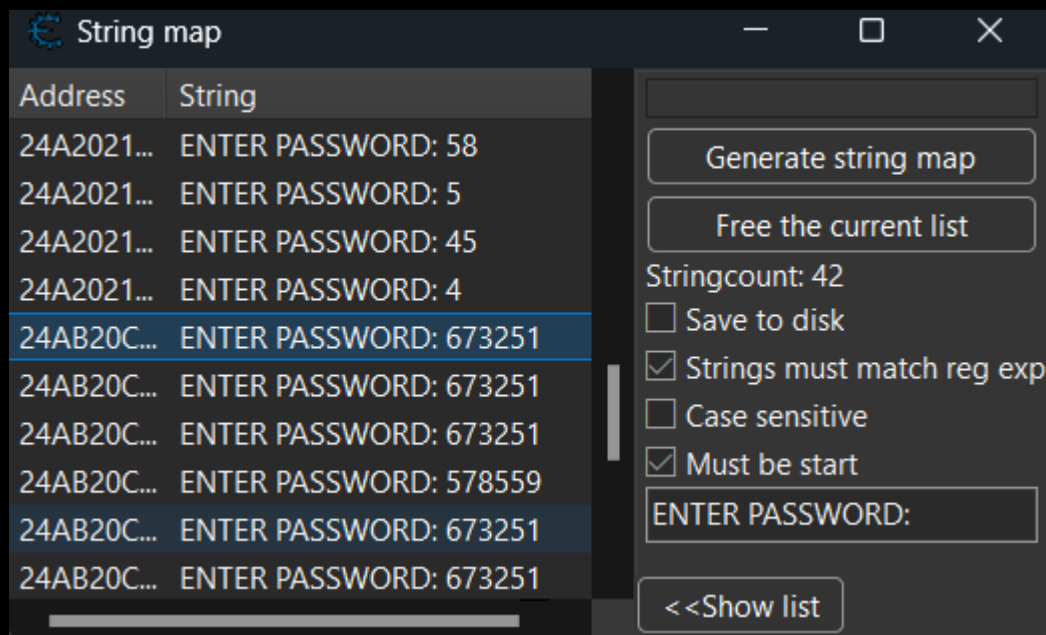 String map
Address String
24A2021... ENTER PASSWORD: 58
24A2021... ENTER PASSWORD: 5
24A2021... ENTER PASSWORD: 45
24A2021... ENTER PASSWORD: 4
24AB20C... ENTER PASSWORD: 673251
24AB20C... ENTER PASSWORD: 673251
24AB20C... ENTER PASSWORD: 673251
24AB20C... ENTER PASSWORD: 578559
24AB20C... ENTER PASSWORD: 673251
24AB20C... ENTER PASSWORD: 673251
Generate string map
Free the current list
Stringcount: 42
Save to disk
Strings must match reg exp
Case sensitive
Must be start
ENTER PASSWORD:
<<Show list